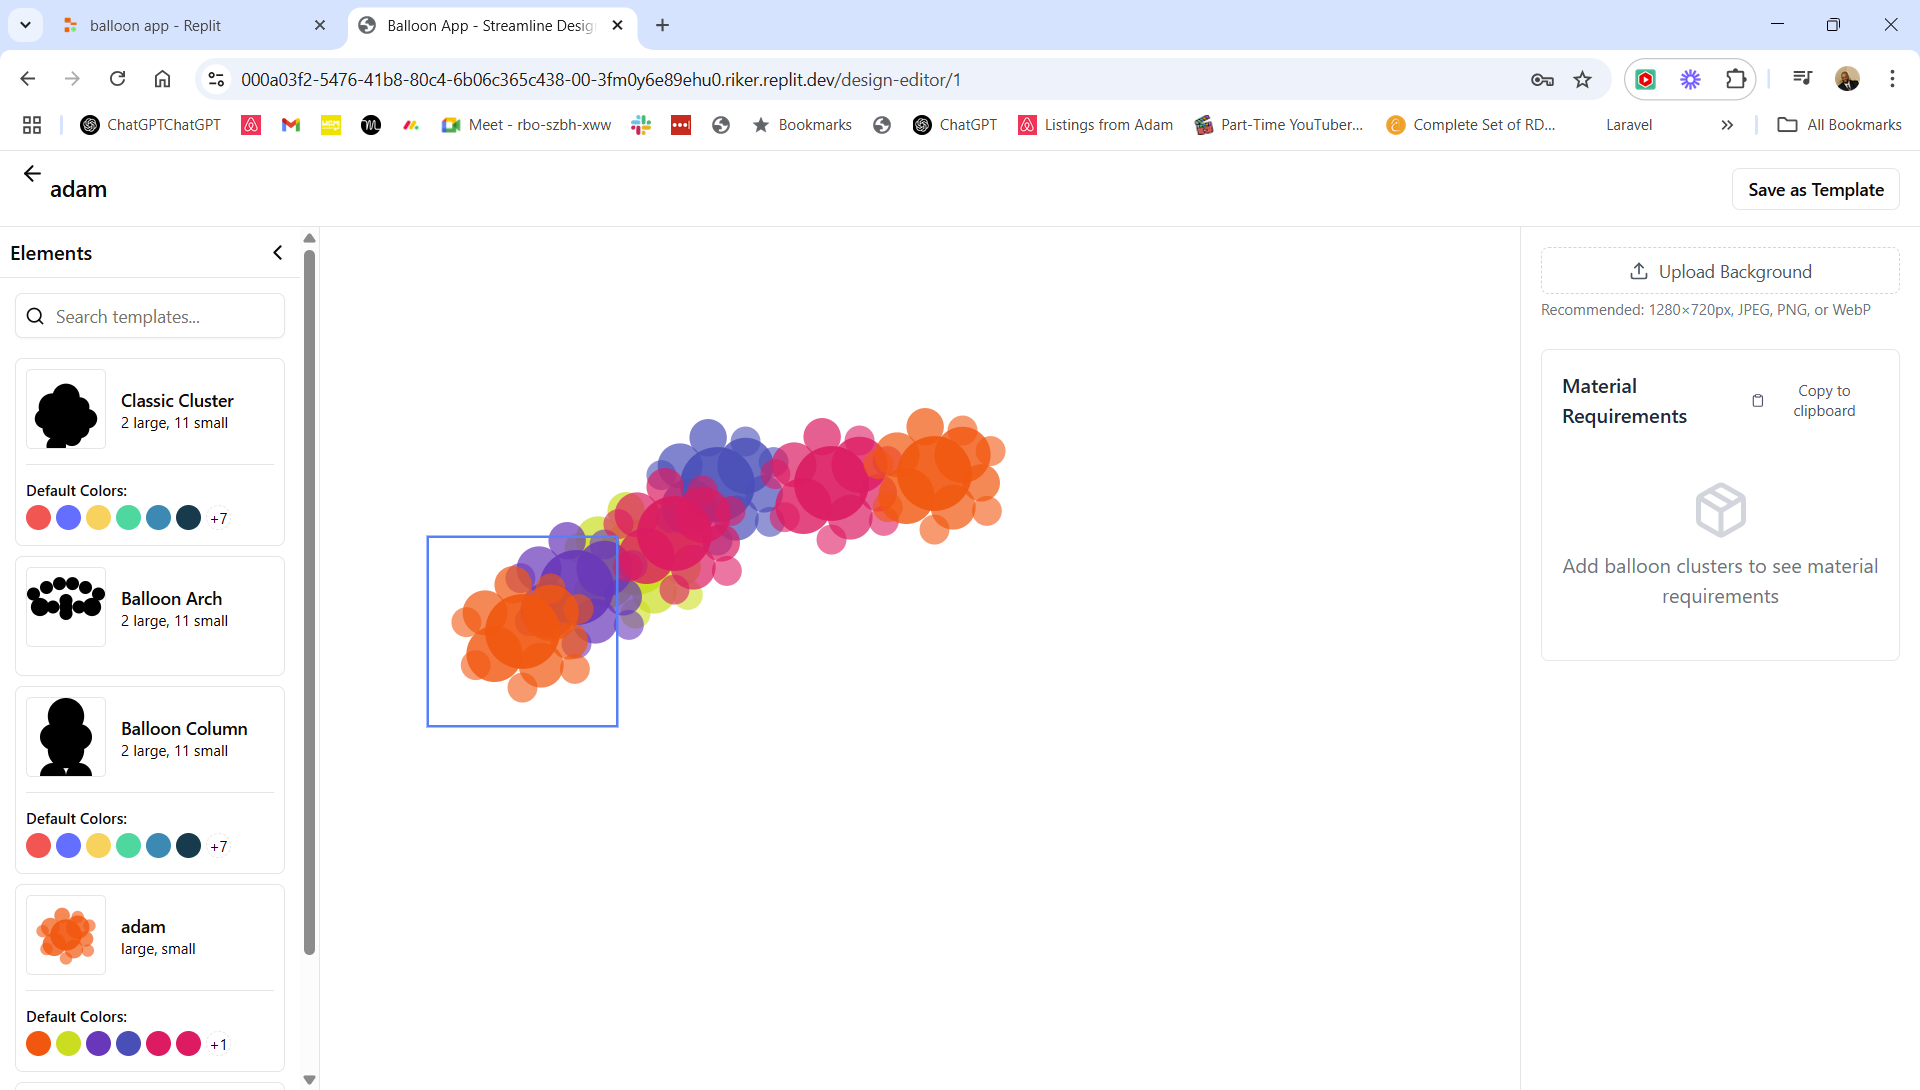 balloon app - Replit
Balloon App - Streamline Desig
000a03f2-5476-41b8-80c4-6b06c365c438-00-3fm0y6e89ehu0.riker.replit.dev/design-editor/1
ChatGPTChatGPT
Meet - rbo-szbh-xww
Bookmarks
ChatGPT
Listings from Adam
Part-Time YouTuber...
Complete Set of RD...
Laravel
All Bookmarks
adam
Save as Template
Elements
Search templates...
Classic Cluster
2 large, 11 small
Default Colors:
+7
Balloon Arch
2 large, 11 small
Balloon Column
2 large, 11 small
Default Colors:
+7
adam
large, small
Default Colors:
+1
Upload Background
Recommended: 1280×720px, JPEG, PNG, or WebP
Material
Requirements
Copy to
clipboard
Add balloon clusters to see material
requirements